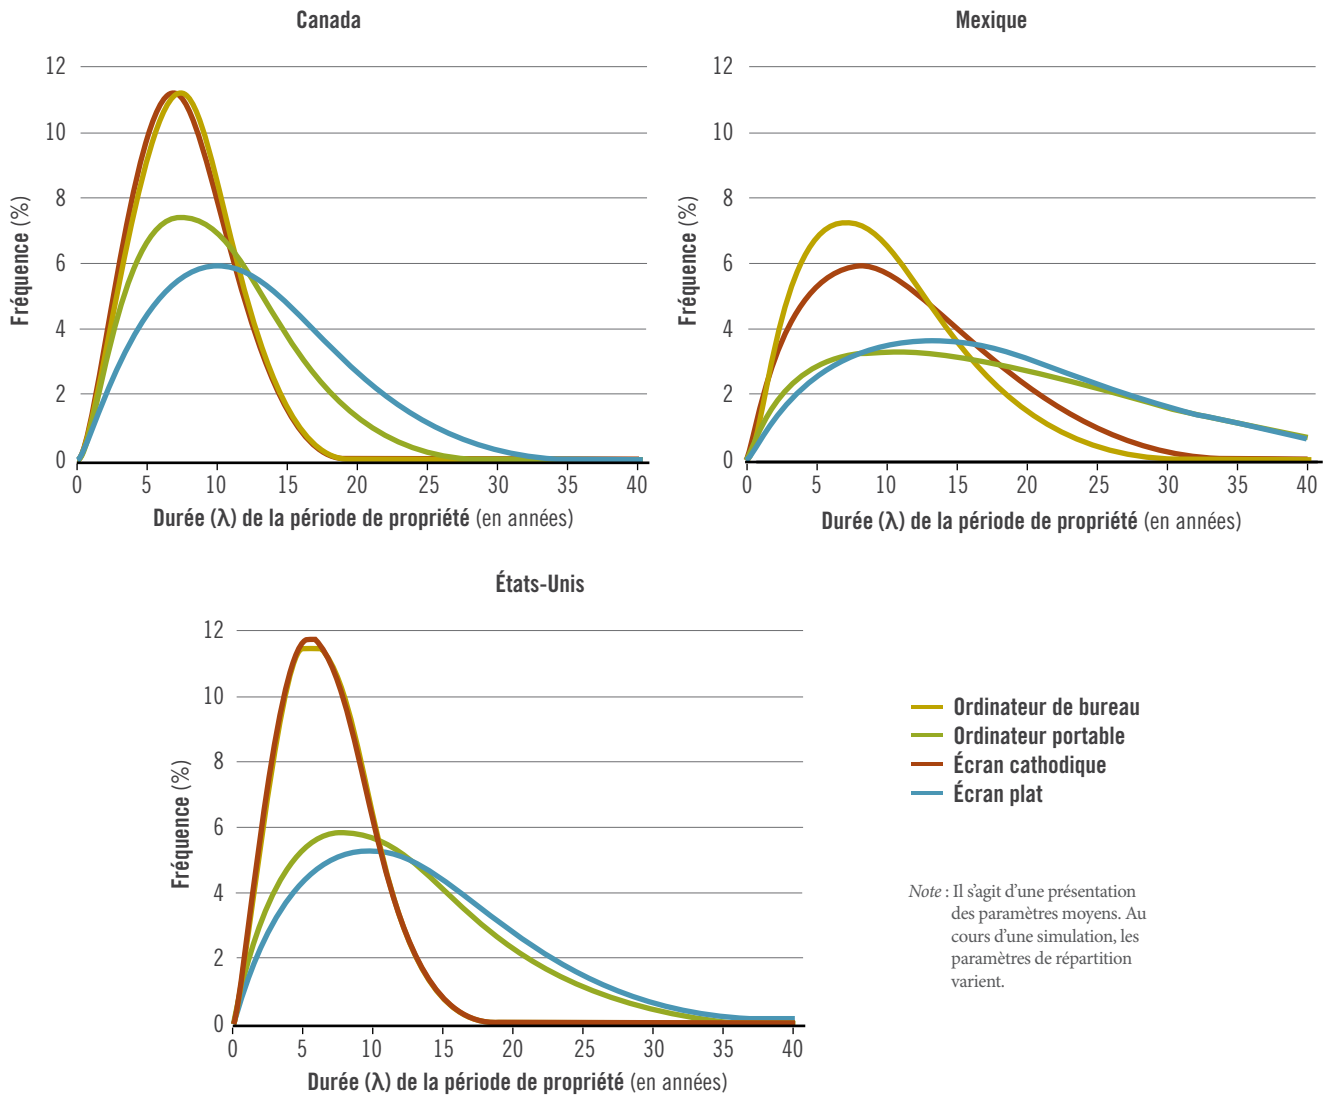 Canada
12
10
8
6
4
2
0
Fréquence (%)
0 5 10 15 20 25 30 35 40
Durée (λ) de la période de propriété (en années)
Mexique
12
10
8
6
4
2
0
Fréquence (%)
0 5 10 15 20 25 30 35 40
Durée (λ) de la période de propriété (en années)
États-Unis
12
10
8
6
4
2
0
Fréquence (%)
0 5 10 15 20 25 30 35 40
Durée (λ) de la période de propriété (en années)
Ordinateur de bureau
Ordinateur portable
Écran cathodique
Écran plat
Note : Il s’agit d’une présentation
des paramètres moyens. Au
cours d’une simulation, les
paramètres de répartition
varient.